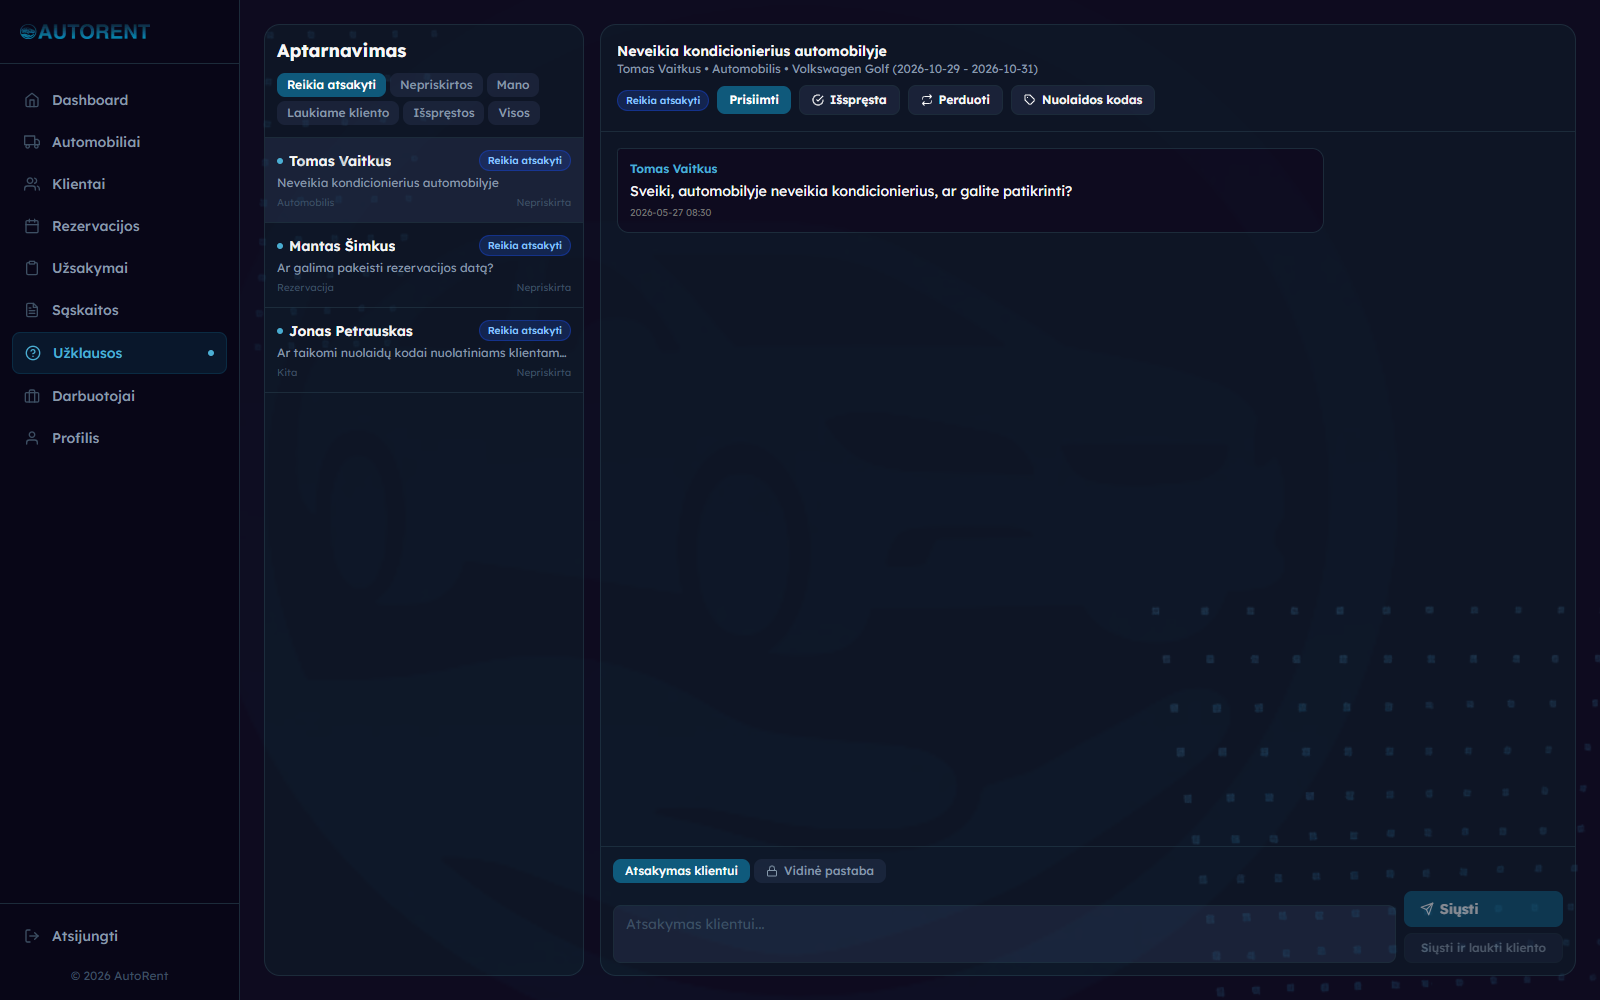 AUTORENT
Dashboard
Automobiliai
Klientai
Rezervacijos
Užsakymai
Sąskaitos
Užklausos
Darbuotojai
Profilis
Atsijungti
© 2026 AutoRent
Aptarnavimas
Reikia atsakyti Nepriskirtos Mano
Laukiame kliento Išspręstos Visos
Tomas Vaitkus Reikia atsakyti
Neveikia kondicionierius automobilyje
Automobilis Nepriskirta
Mantas Šimkus Reikia atsakyti
Ar galima pakeisti rezervacijos datą?
Rezervacija Nepriskirta
Jonas Petrauskas Reikia atsakyti
Ar taikomi nuolaidų kodai nuolatiniams klientam...
Kita Nepriskirta
Neveikia kondicionierius automobilyje
Tomas Vaitkus • Automobilis • Volkswagen Golf (2026-10-29 - 2026-10-31)
Reikia atsakyti Prisiimti Išspręsta Perduoti Nuolaidos kodas
Tomas Vaitkus
Sveiki, automobilyje neveikia kondicionierius, ar galite patikrinti?
2026-05-27 08:30
Atsakymas klientui Vidinė pastaba
Atsakymas klientui...
Siųsti
Siųsti ir laukti kliento